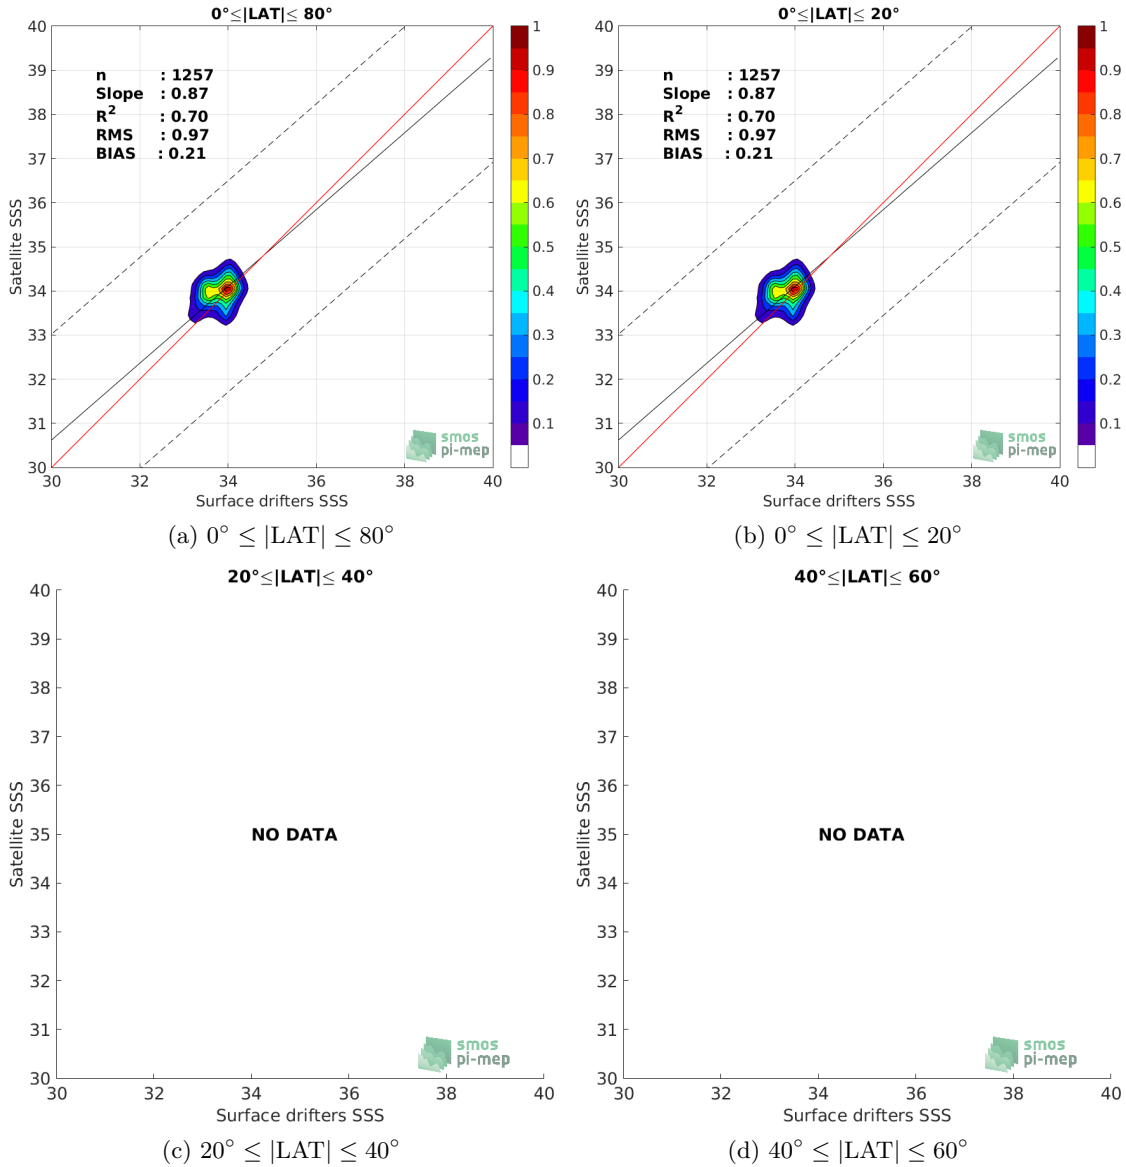 0°≤|LAT|≤ 80°
40
39
38
37
36
35
34
33
32
31
30
Satellite SSS
n : 1257
Slope : 0.87
R² : 0.70
RMS : 0.97
BIAS : 0.21
smos
pi-mep
30 32 34 36 38 40
Surface drifters SSS
1
0.9
0.8
0.7
0.6
0.5
0.4
0.3
0.2
0.1
(a) 0° ≤ |LAT| ≤ 80°
0°≤|LAT|≤ 20°
40
39
38
37
36
35
34
33
32
31
30
Satellite SSS
n : 1257
Slope : 0.87
R² : 0.70
RMS : 0.97
BIAS : 0.21
smos
pi-mep
30 32 34 36 38 40
Surface drifters SSS
1
0.9
0.8
0.7
0.6
0.5
0.4
0.3
0.2
0.1
(b) 0° ≤ |LAT| ≤ 20°
20°≤|LAT|≤ 40°
40
39
38
37
36
35
34
33
32
31
30
Satellite SSS
NO DATA
smos
pi-mep
30 32 34 36 38 40
Surface drifters SSS
(c) 20° ≤ |LAT| ≤ 40°
40°≤|LAT|≤ 60°
40
39
38
37
36
35
34
33
32
31
30
Satellite SSS
NO DATA
smos
pi-mep
30 32 34 36 38 40
Surface drifters SSS
(d) 40° ≤ |LAT| ≤ 60°